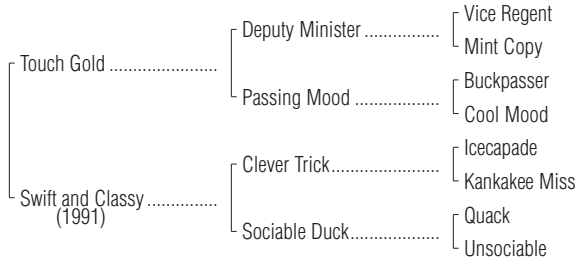 Vice Regent
Deputy Minister ................
Mint Copy
Touch Gold .......................
Buckpasser
Passing Mood ..................
Cool Mood
Icecapade
Clever Trick.......................
Kankakee Miss
Swift and Classy ...............
(1991)
Quack
Sociable Duck...................
Unsociable